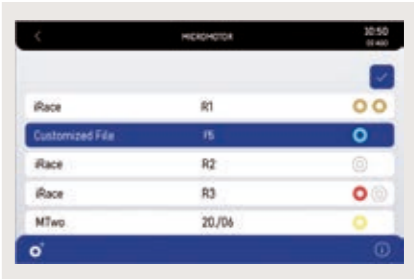 MICROMOTOR
10:50
iRace R1
Customized File F5
iRace R2
iRace R3
MTwo 20./06